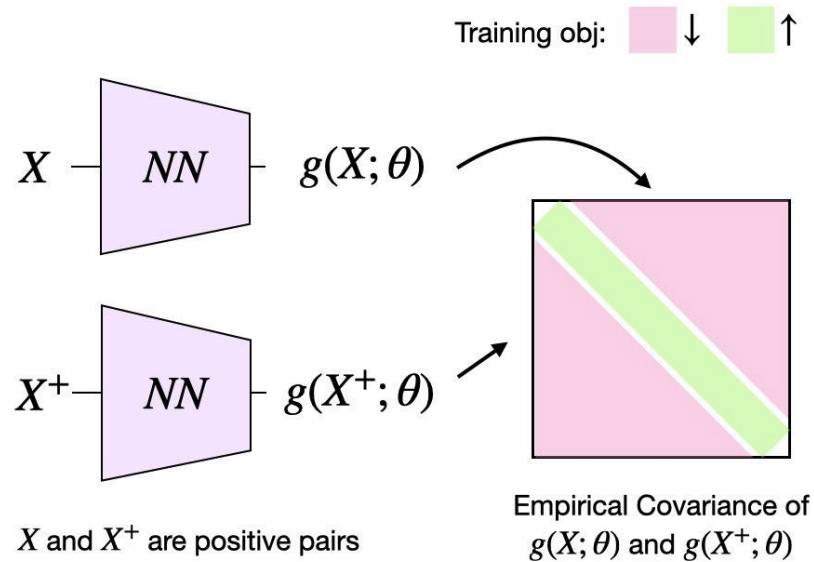 Training obj: ↓ ↑
X NN g(X; θ)
X⁺ NN g(X⁺; θ)
X and X⁺ are positive pairs
Empirical Covariance of
g(X; θ) and g(X⁺; θ)